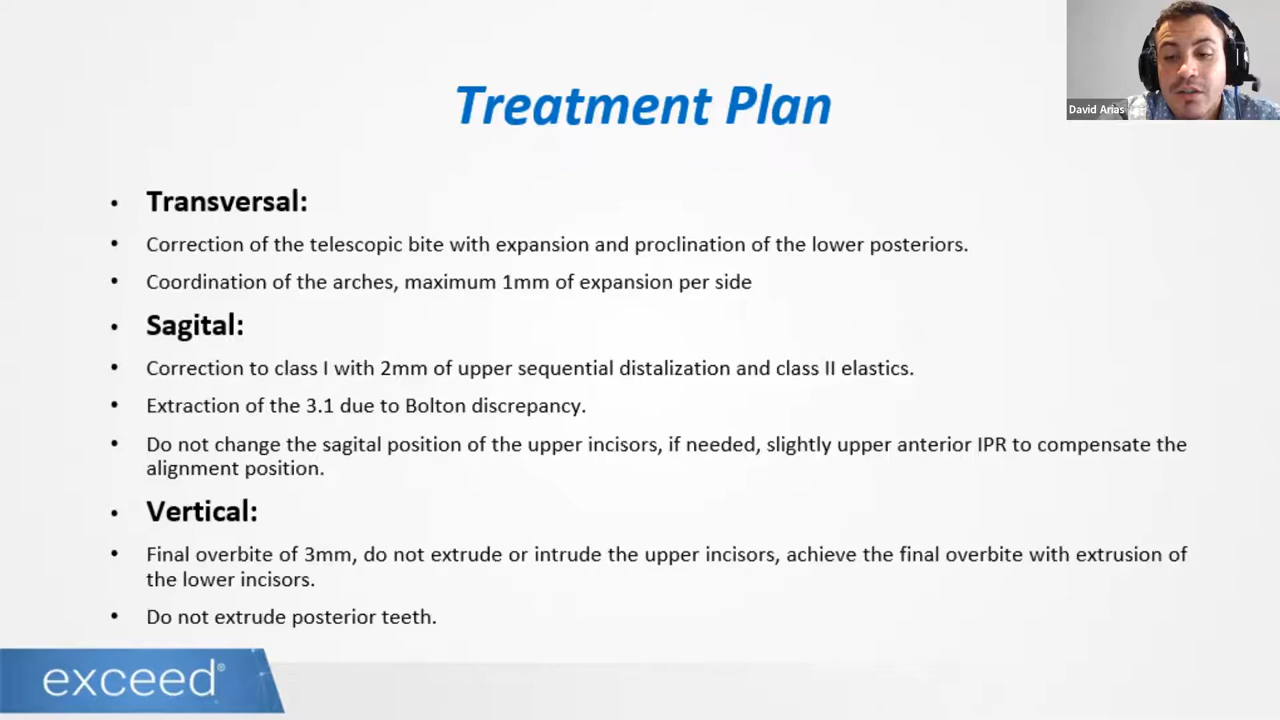 Treatment Plan
David Arias
• Transversal:
• Correction of the telescopic bite with expansion and proclination of the lower posteriors.
• Coordination of the arches, maximum 1mm of expansion per side
• Sagital:
• Correction to class I with 2mm of upper sequential distalization and class II elastics.
• Extraction of the 3.1 due to Bolton discrepancy.
• Do not change the sagital position of the upper incisors, if needed, slightly upper anterior IPR to compensate the
alignment position.
• Vertical:
• Final overbite of 3mm, do not extrude or intrude the upper incisors, achieve the final overbite with extrusion of
the lower incisors.
• Do not extrude posterior teeth.
exceed®